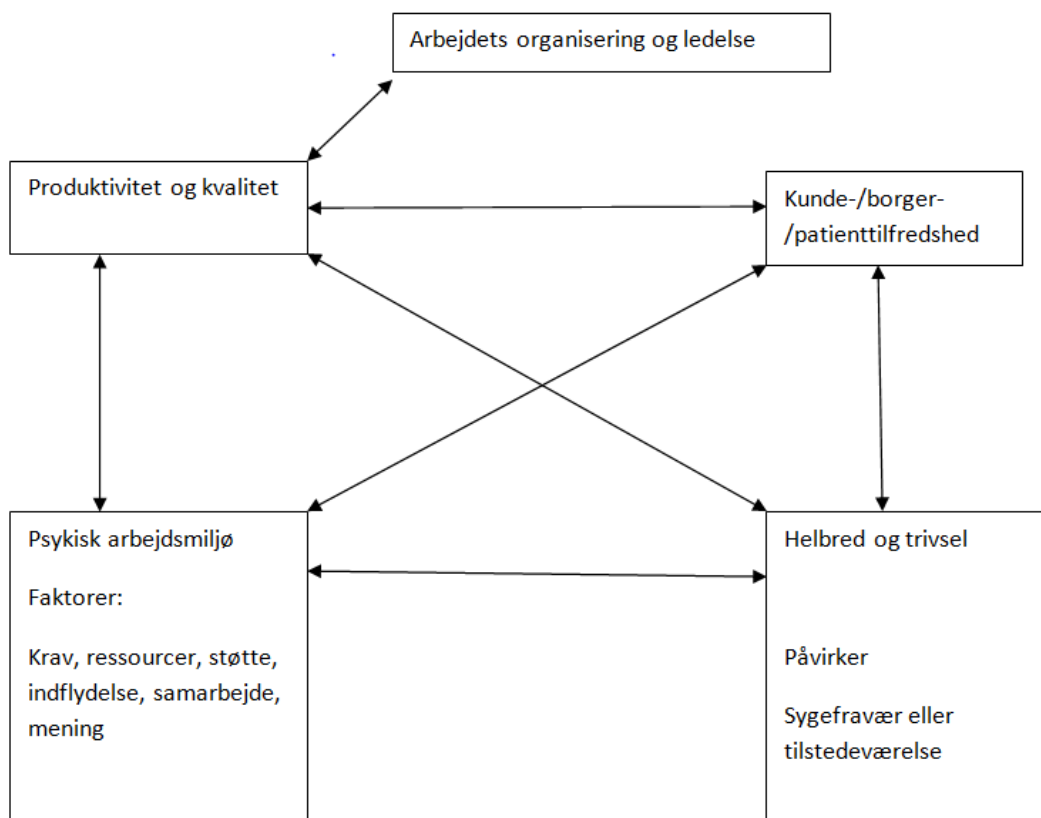 Arbejdets organisering og ledelse
Produktivitet og kvalitet
Kunde-/borger-
/patienttilfredshed
Psykisk arbejdsmiljø
Faktorer:
Krav, ressourcer, støtte,
indflydelse, samarbejde,
mening
Helbred og trivsel
Påvirker
Sygefravær eller
tilstedeværelse